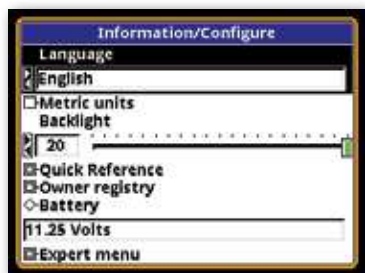 Information/Configure
Language
English
Metric units
Backlight
20
Quick Reference
Owner registry
Battery
11.25 Volts
Expert menu